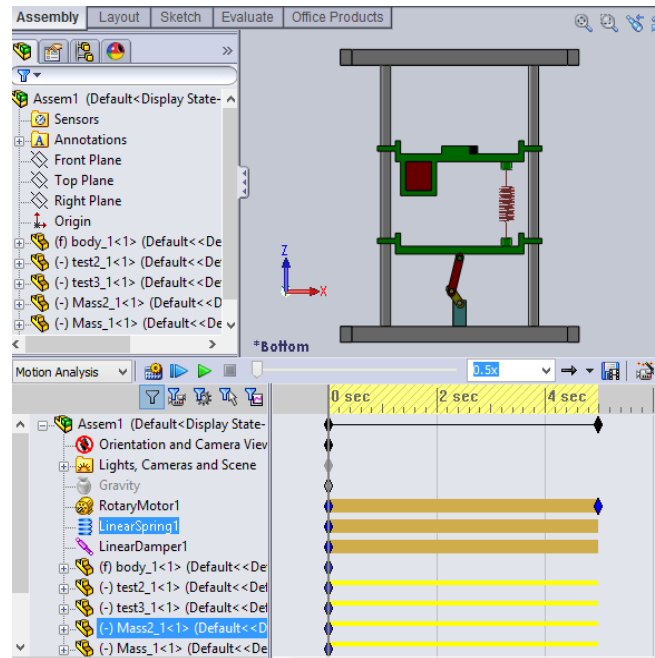 Assembly Layout Sketch Evaluate Office Products
»
Assem1 (Default<Display State-
Sensors
A Annotations
Front Plane
Top Plane
Right Plane
Origin
(f) body_1<1> (Default<<De
(-) test2_1<1> (Default<<De
(-) test3_1<1> (Default<<De
(-) Mass2_1<1> (Default<<D
(-) Mass_1<1> (Default<<De
Z
X
*Bottom
Motion Analysis 0.5x
0 sec 2 sec 4 sec
Assem1 (Default<Display State-
Orientation and Camera View
Lights, Cameras and Scene
Gravity
RotaryMotor1
LinearSpring1
LinearDamper1
(f) body_1<1> (Default<<De
(-) test2_1<1> (Default<<Def
(-) test3_1<1> (Default<<Def
(-) Mass2_1<1> (Default<<D
(-) Mass_1<1> (Default<<De